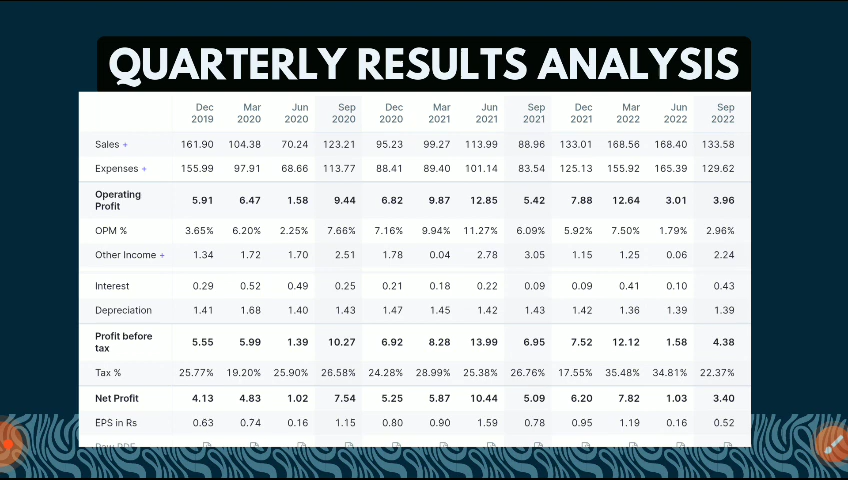 QUARTERLY RESULTS ANALYSIS
Dec Mar Jun Sep Dec Mar Jun Sep Dec Mar Jun Sep
2019 2020 2020 2020 2020 2021 2021 2021 2021 2022 2022 2022
Sales + 161.90 104.38 70.24 123.21 95.23 99.27 113.99 88.96 133.01 168.56 168.40 133.58
Expenses + 155.99 97.91 68.66 113.77 88.41 89.40 101.14 83.54 125.13 155.92 165.39 129.62
Operating
Profit 5.91 6.47 1.58 9.44 6.82 9.87 12.85 5.42 7.88 12.64 3.01 3.96
OPM % 3.65% 6.20% 2.25% 7.66% 7.16% 9.94% 11.27% 6.09% 5.92% 7.50% 1.79% 2.96%
Other Income + 1.34 1.72 1.70 2.51 1.78 0.04 2.78 3.05 1.15 1.25 0.06 2.24
Interest 0.29 0.52 0.49 0.25 0.21 0.18 0.22 0.09 0.09 0.41 0.10 0.43
Depreciation 1.41 1.68 1.40 1.43 1.47 1.45 1.42 1.43 1.42 1.36 1.39 1.39
Profit before
tax 5.55 5.99 1.39 10.27 6.92 8.28 13.99 6.95 7.52 12.12 1.58 4.38
Tax % 25.77% 19.20% 25.90% 26.58% 24.28% 28.99% 25.38% 26.76% 17.55% 35.48% 34.81% 22.37%
Net Profit 4.13 4.83 1.02 7.54 5.25 5.87 10.44 5.09 6.20 7.82 1.03 3.40
EPS in Rs 0.63 0.74 0.16 1.15 0.80 0.90 1.59 0.78 0.95 1.19 0.16 0.52